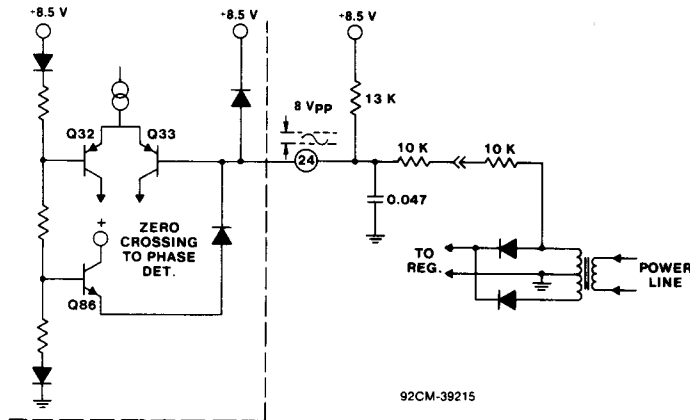 +8.5 V
+8.5 V
+8.5 V
8 VPP
13 K
Q32
Q33
24
10 K
10 K
0.047
+
ZERO
CROSSING
TO PHASE
DET.
Q86
TO
REG.
POWER
LINE
92CM-39215